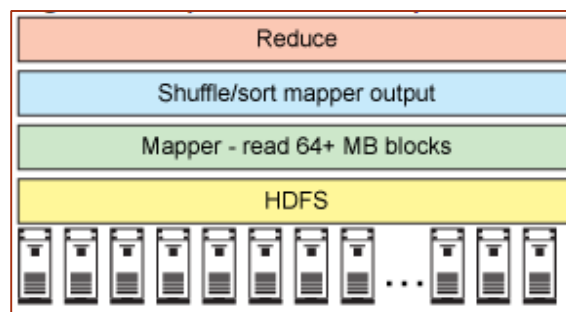 Reduce
Shuffle/sort mapper output
Mapper - read 64+ MB blocks
HDFS
...